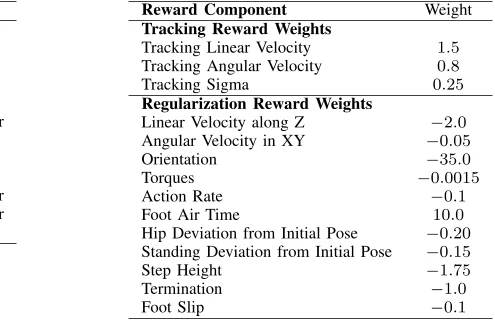 Reward Component Weight
Tracking Reward Weights
Tracking Linear Velocity 1.5
Tracking Angular Velocity 0.8
Tracking Sigma 0.25
Regularization Reward Weights
Linear Velocity along Z −2.0
Angular Velocity in XY −0.05
Orientation −35.0
Torques −0.0015
Action Rate −0.1
Foot Air Time 10.0
Hip Deviation from Initial Pose −0.20
Standing Deviation from Initial Pose −0.15
Step Height −1.75
Termination −1.0
Foot Slip −0.1